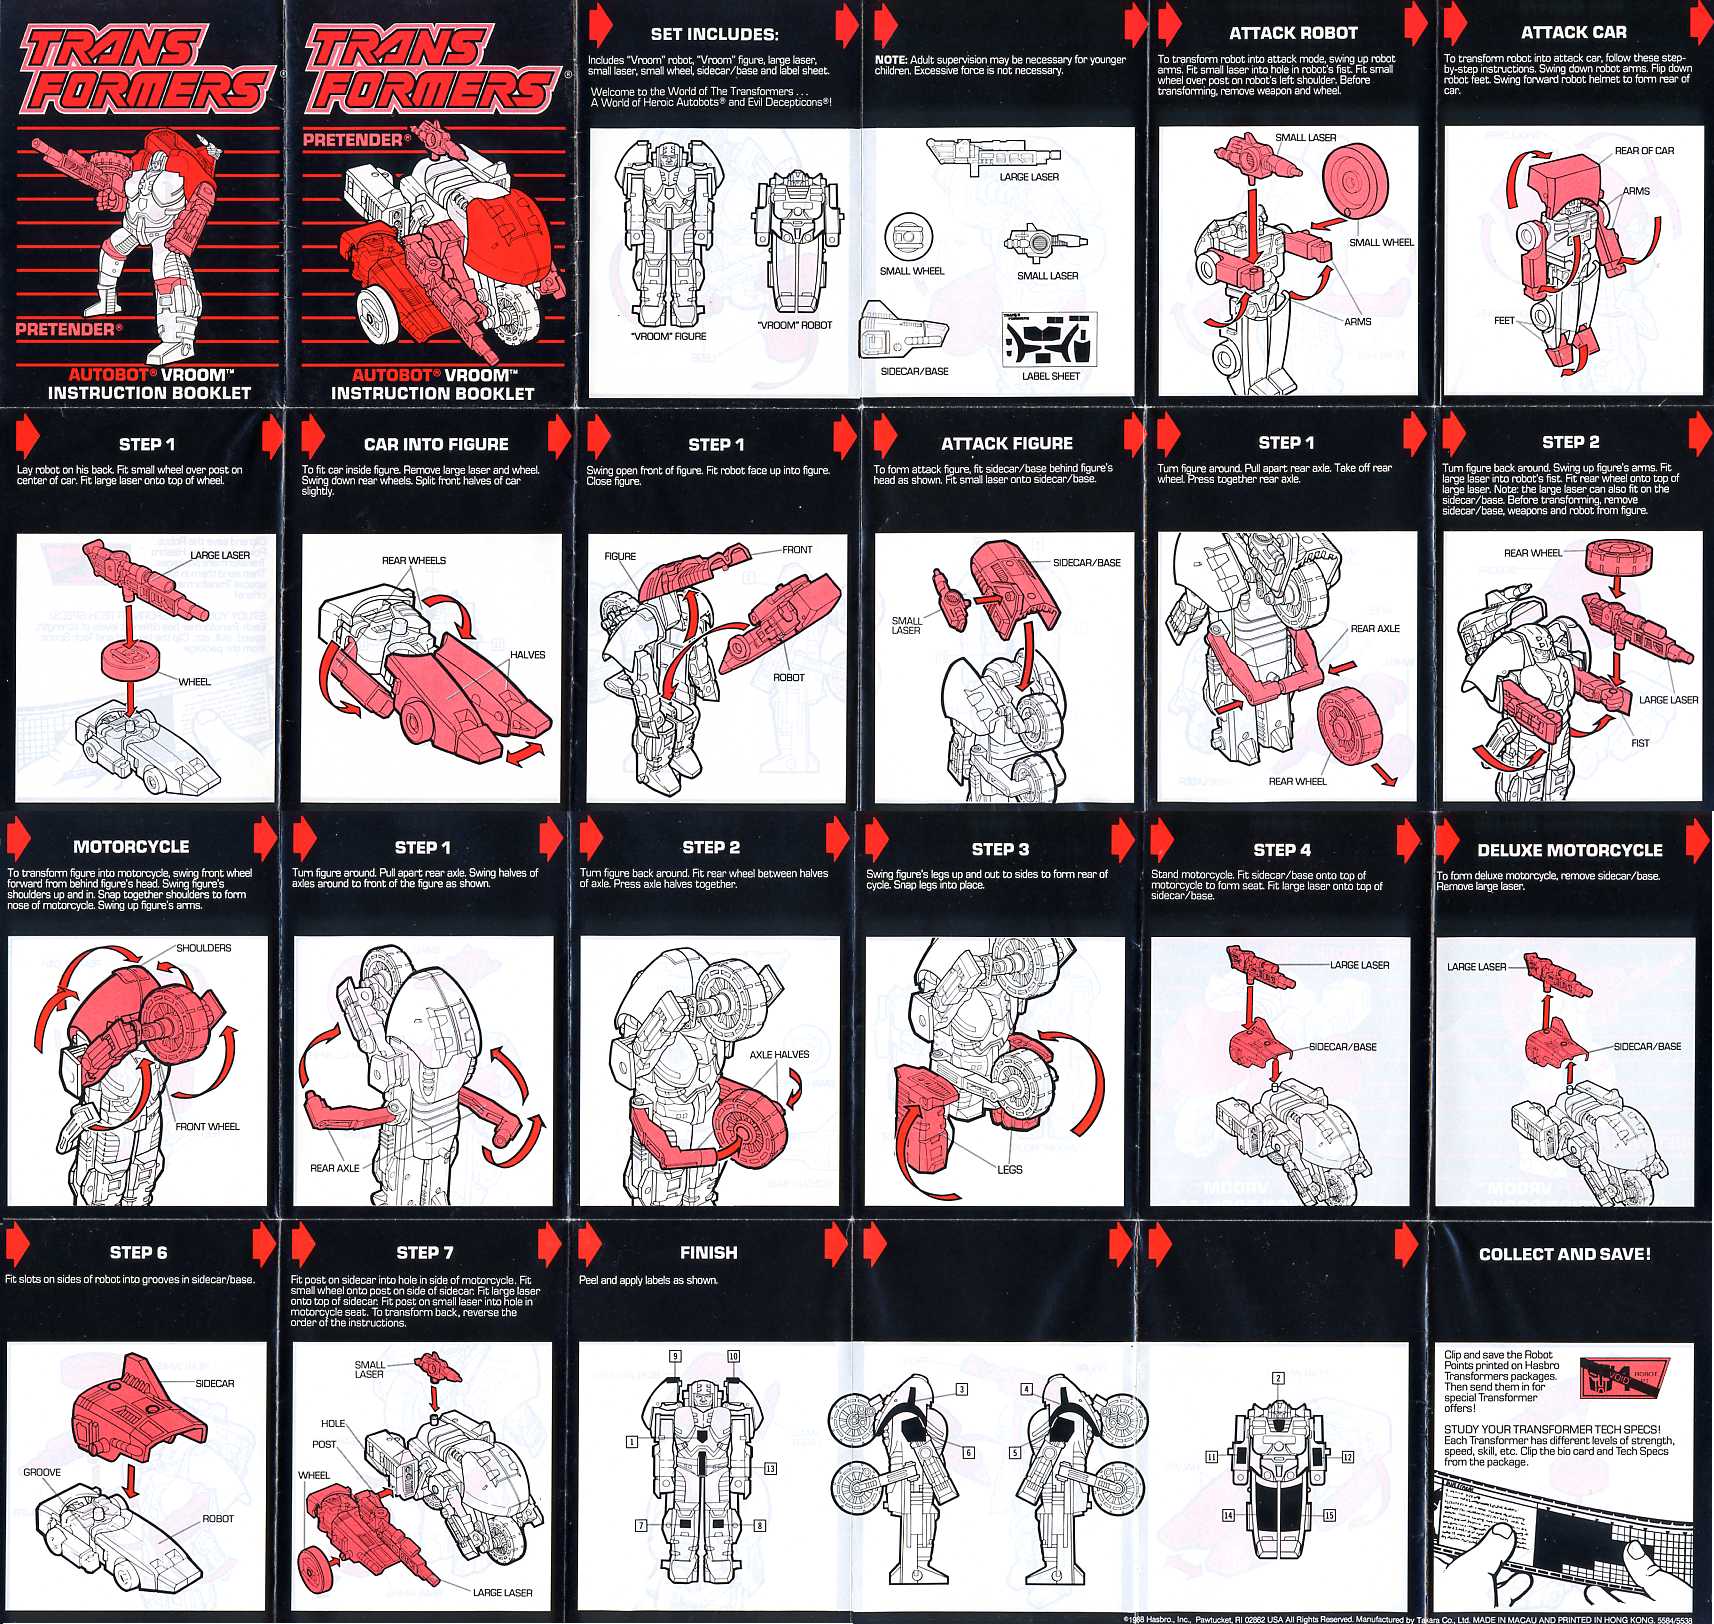 TRANS
FORMERS®
PRETENDER®
AUTOBOT® VROOM™
INSTRUCTION BOOKLET
TRANS
FORMERS®
PRETENDER®
AUTOBOT® VROOM™
INSTRUCTION BOOKLET
SET INCLUDES:
Includes "Vroom" robot, "Vroom" figure, large laser,
small laser, small wheel, sidecar/base and label sheet.
Welcome to the World of The Transformers . . .
A World of Heroic Autobots® and Evil Decepticons®!
"VROOM" FIGURE
"VROOM" ROBOT
NOTE: Adult supervision may be necessary for younger
children. Excessive force is not necessary.
LARGE LASER
SMALL WHEEL
SMALL LASER
SIDECAR/BASE
LABEL SHEET
ATTACK ROBOT
To transform robot into attack mode, swing up robot
arms. Fit small laser into hole in robot's fist. Fit small
wheel over post on robot's left shoulder. Before
transforming, remove weapon and wheel.
SMALL LASER
SMALL WHEEL
ARMS
ATTACK CAR
To transform robot into attack car, follow these step-
by-step instructions. Swing down robot arms. Flip down
robot feet. Swing forward robot helmet to form rear of
car.
REAR OF CAR
ARMS
FEET
STEP 1
Lay robot on his back. Fit small wheel over post on
center of car. Fit large laser onto top of wheel.
LARGE LASER
WHEEL
CAR INTO FIGURE
To fit car inside figure. Remove large laser and wheel.
Swing down rear wheels. Split front halves of car
slightly.
REAR WHEELS
HALVES
STEP 1
Swing open front of figure. Fit robot face up into figure.
Close figure.
FIGURE
FRONT
ROBOT
ATTACK FIGURE
To form attack figure, fit sidecar/base behind figure's
head as shown. Fit small laser onto sidecar/base.
SIDECAR/BASE
SMALL
LASER
STEP 1
Turn figure around. Pull apart rear axle. Take off rear
wheel. Press together rear axle.
REAR AXLE
REAR WHEEL
STEP 2
Turn figure back around. Swing up figure's arms. Fit
large laser into robot's fist. Fit rear wheel onto top of
large laser. Note: the large laser can also fit on the
sidecar/base. Before transforming, remove
sidecar/base, weapons and robot from figure.
REAR WHEEL
LARGE LASER
FIST
MOTORCYCLE
To transform figure into motorcycle, swing front wheel
forward from behind figure's head. Swing figure's
shoulders up and in. Snap together shoulders to form
nose of motorcycle. Swing up figure's arms.
SHOULDERS
FRONT WHEEL
STEP 1
Turn figure around. Pull apart rear axle. Swing halves of
axles around to front of the figure as shown.
REAR AXLE
STEP 2
Turn figure back around. Fit rear wheel between halves
of axle. Press axle halves together.
AXLE HALVES
STEP 3
Swing figure's legs up and out to sides to form rear of
cycle. Snap legs into place.
LEGS
STEP 4
Stand motorcycle. Fit sidecar/base onto top of
motorcycle to form seat. Fit large laser onto top of
sidecar/base.
LARGE LASER
SIDECAR/BASE
DELUXE MOTORCYCLE
To form deluxe motorcycle, remove sidecar/base.
Remove large laser.
LARGE LASER
SIDECAR/BASE
STEP 6
Fit slots on sides of robot into grooves in sidecar/base.
SIDECAR
GROOVE
ROBOT
STEP 7
Fit post on sidecar into hole in side of motorcycle. Fit
small wheel onto post on side of sidecar. Fit large laser
onto top of sidecar. Fit post on small laser into hole in
motorcycle seat. To transform back, reverse the
order of the instructions.
SMALL
LASER
HOLE
POST
WHEEL
LARGE LASER
FINISH
Peel and apply labels as shown.
9
10
1
13
7
8
3
6
4
5
2
11
12
14
15
COLLECT AND SAVE!
Clip and save the Robot
Points printed on Hasbro
Transformers packages.
Then send them in for
special Transformer
offers!
VOID
ROBOT
STUDY YOUR TRANSFORMER TECH SPECS!
Each Transformer has different levels of strength,
speed, skill, etc. Clip the bio card and Tech Specs
from the package.
©1988 Hasbro., Inc., Pawtucket, RI 02862 USA All Rights Reserved. Manufactured by Takara Co., Ltd. MADE IN MACAU AND PRINTED IN HONG KONG. 5584/5538